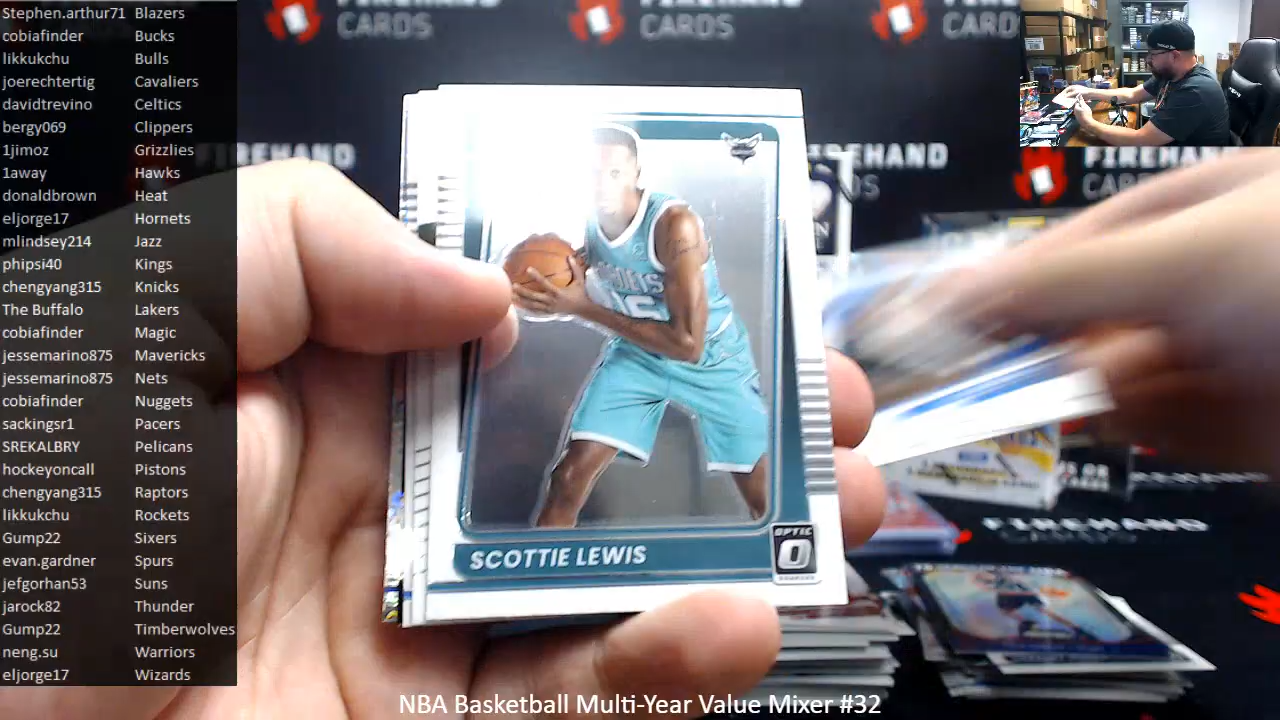 Stephen.arthur71 Blazers
cobiafinder Bucks
likkukchu Bulls
joerechtertig Cavaliers
davidtrevino Celtics
bergy069 Clippers
1jimoz Grizzlies
1away Hawks
donaldbrown Heat
eljorge17 Hornets
mlindsey214 Jazz
phipsi40 Kings
chengyang315 Knicks
The Buffalo Lakers
cobiafinder Magic
jessemarino875 Mavericks
jessemarino875 Nets
cobiafinder Nuggets
sackingsr1 Pacers
SREKALBRY Pelicans
hockeyoncall Pistons
chengyang315 Raptors
likkukchu Rockets
Gump22 Sixers
evan.gardner Spurs
jefgorhan53 Suns
jarock82 Thunder
Gump22 Timberwolves
neng.su Warriors
eljorge17 Wizards
CARDS
CARDS
CARDS
FIREHAND
FIREHAND
SCOTTIE LEWIS
OPTIC
FIREHAND
NBA Basketball Multi-Year Value Mixer #32